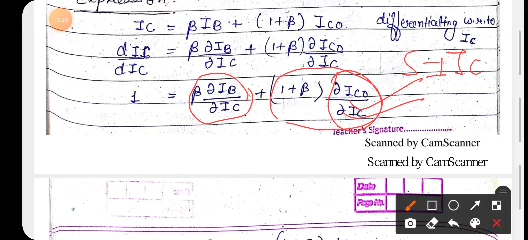 Expression:-
IC = βIB + (1+β) ICO differentiating w.r.to IC
dIC/dIC = β ∂IB/∂IC + (1+β) ∂ICO/∂IC
S → IC
1 = β ∂IB/∂IC + (1+β) ∂ICO/∂IC
Teacher's Signature
Scanned by CamScanner
Scanned by CamScanner
Date
Page No.